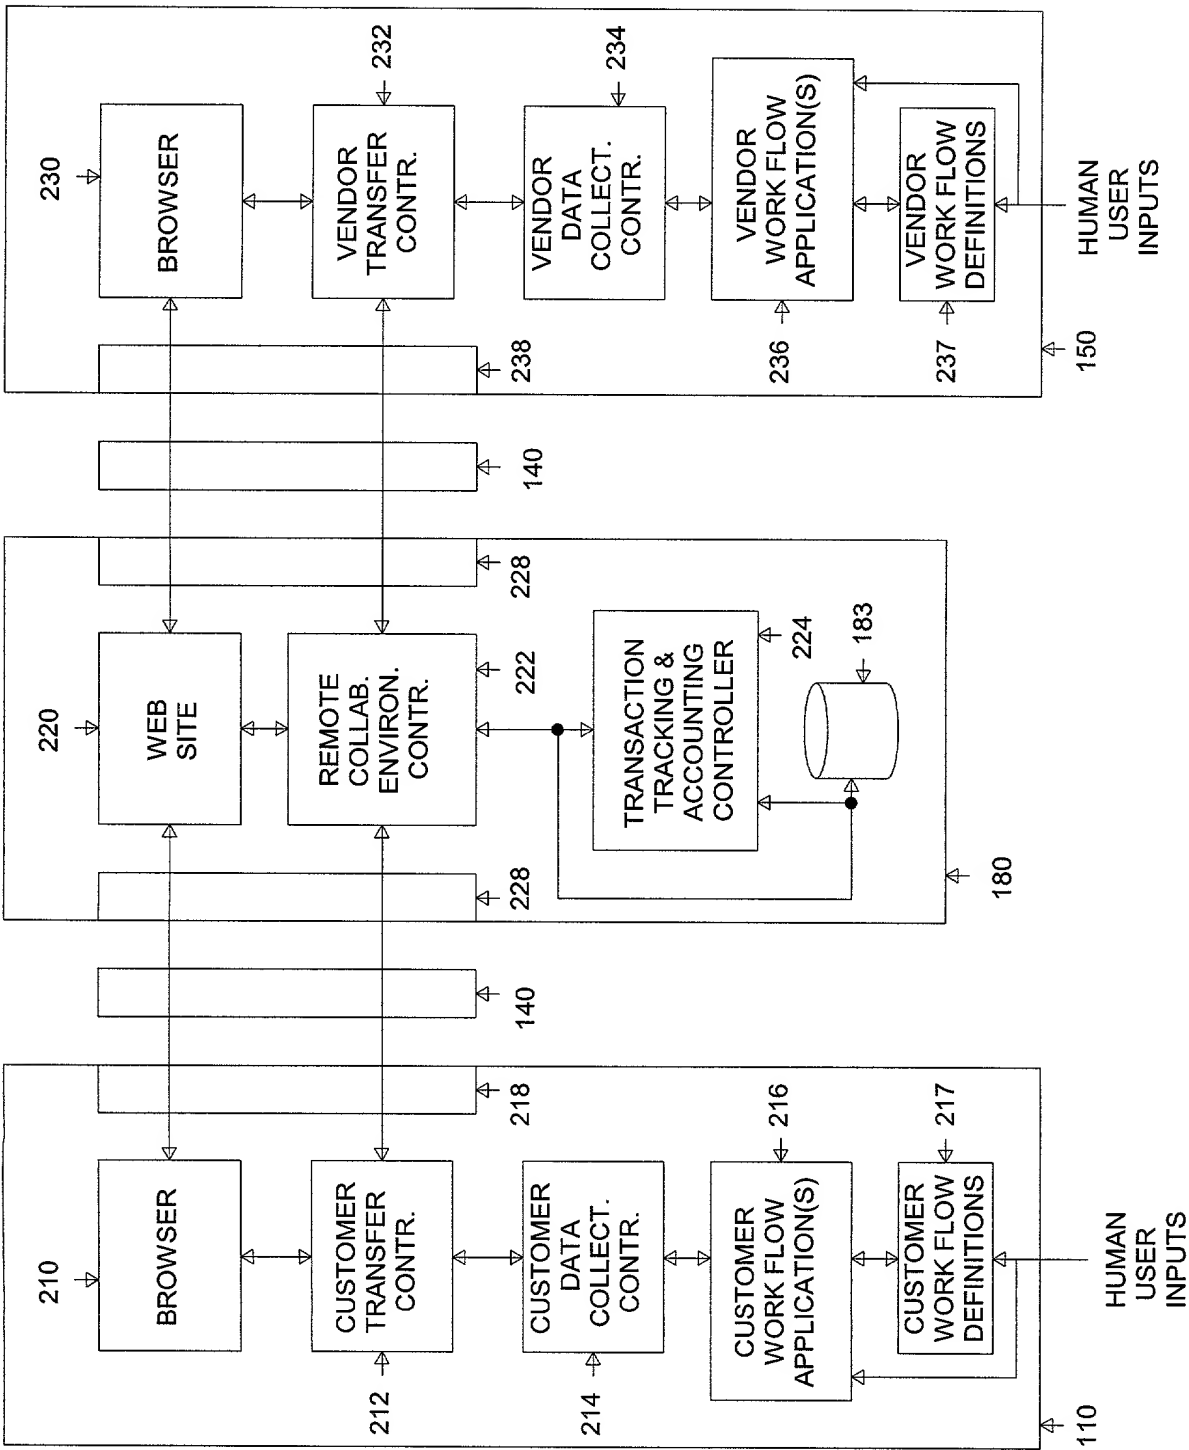 230
BROWSER
232
VENDOR
TRANSFER
CONTR.
234
VENDOR
DATA
COLLECT.
CONTR.
VENDOR
WORK FLOW
APPLICATION(S)
236
VENDOR
WORK FLOW
DEFINITIONS
237
HUMAN
USER
INPUTS
238
150
140
228
220
WEB
SITE
REMOTE
COLLAB.
ENVIRON.
CONTR.
222
TRANSACTION
TRACKING &
ACCOUNTING
CONTROLLER
224
183
228
180
140
218
210
BROWSER
CUSTOMER
TRANSFER
CONTR.
212
CUSTOMER
DATA
COLLECT.
CONTR.
214
216
CUSTOMER
WORK FLOW
APPLICATION(S)
217
CUSTOMER
WORK FLOW
DEFINITIONS
HUMAN
USER
INPUTS
110